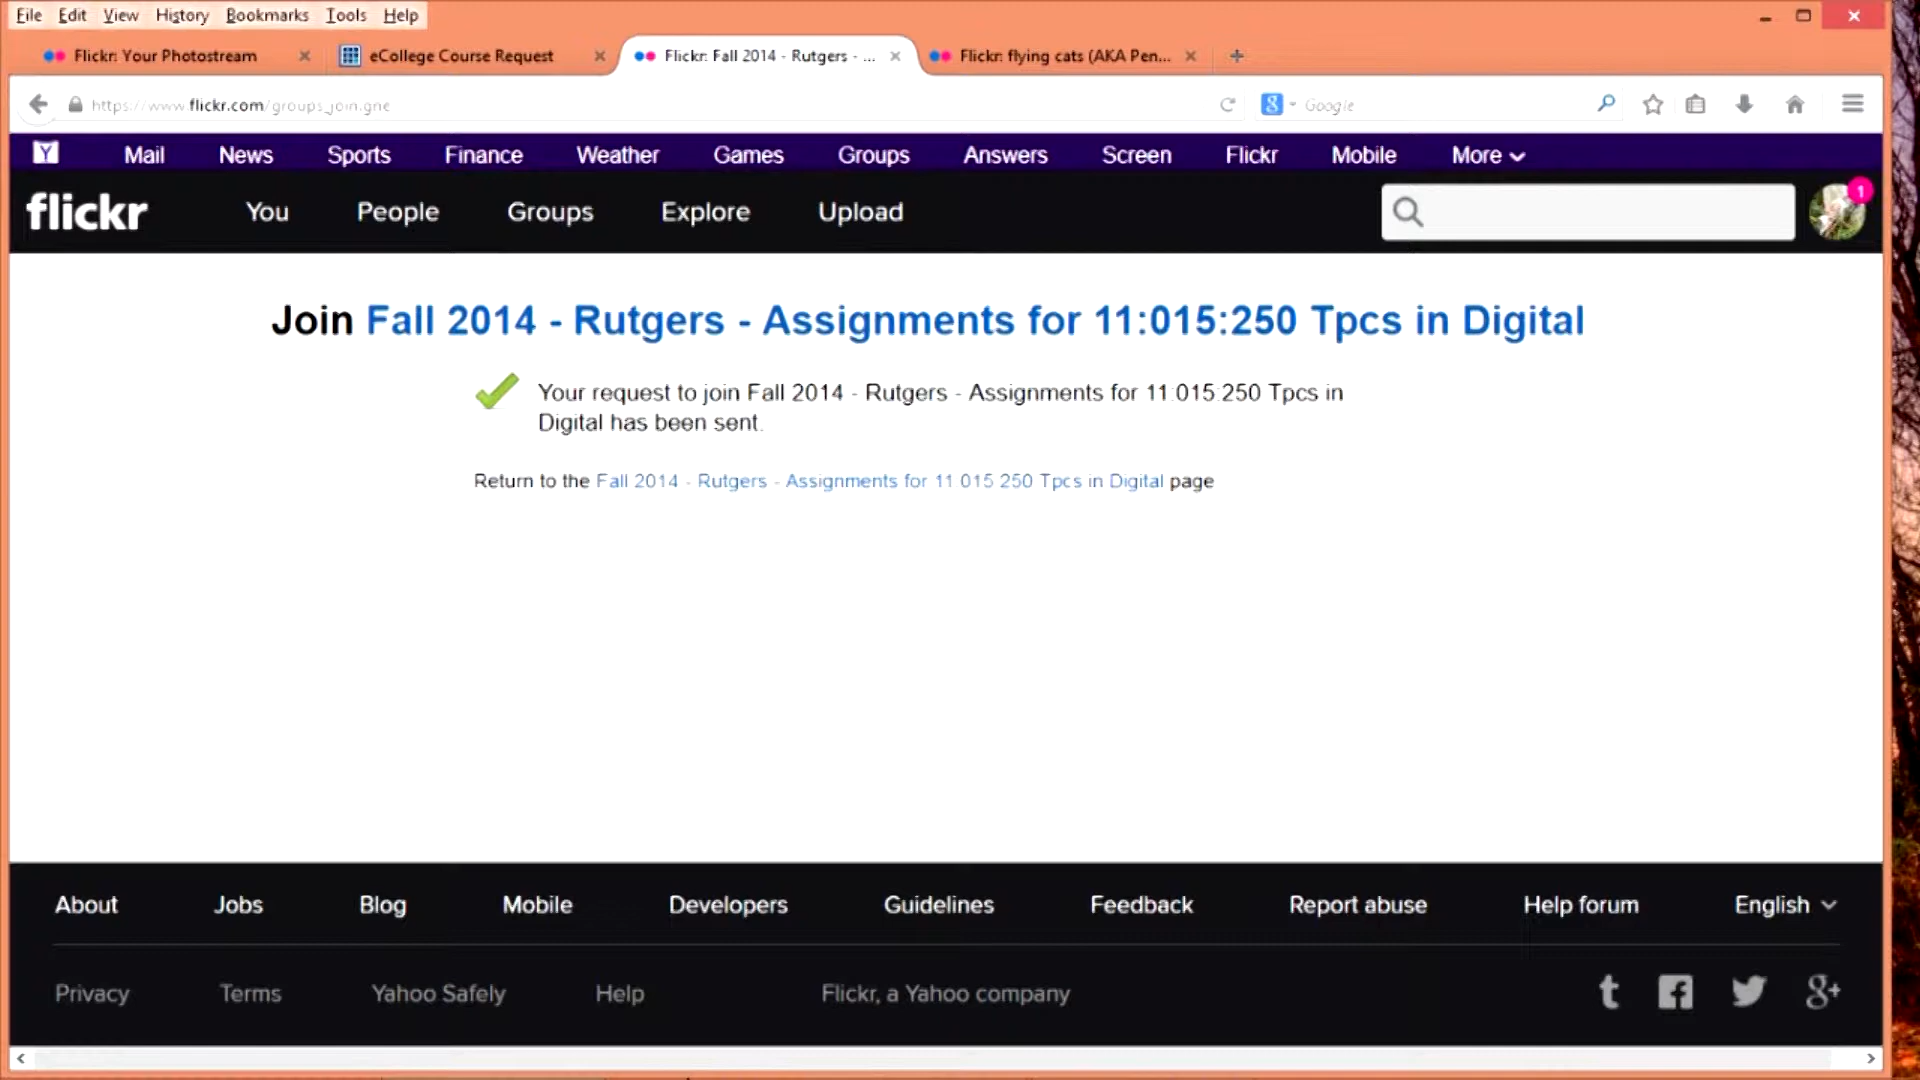 File Edit View History Bookmarks Tools Help
Flickr: Your Photostream eCollege Course Request Flickr: Fall 2014 - Rutgers - ... Flickr: flying cats (AKA Pen...
https://www.flickr.com/groups_join.gne Google
Mail News Sports Finance Weather Games Groups Answers Screen Flickr Mobile More
flickr You People Groups Explore Upload 1
Join Fall 2014 - Rutgers - Assignments for 11:015:250 Tpcs in Digital
Your request to join Fall 2014 - Rutgers - Assignments for 11:015:250 Tpcs in
Digital has been sent.
Return to the Fall 2014 - Rutgers - Assignments for 11 015 250 Tpcs in Digital page
About Jobs Blog Mobile Developers Guidelines Feedback Report abuse Help forum English
Privacy Terms Yahoo Safely Help Flickr, a Yahoo company